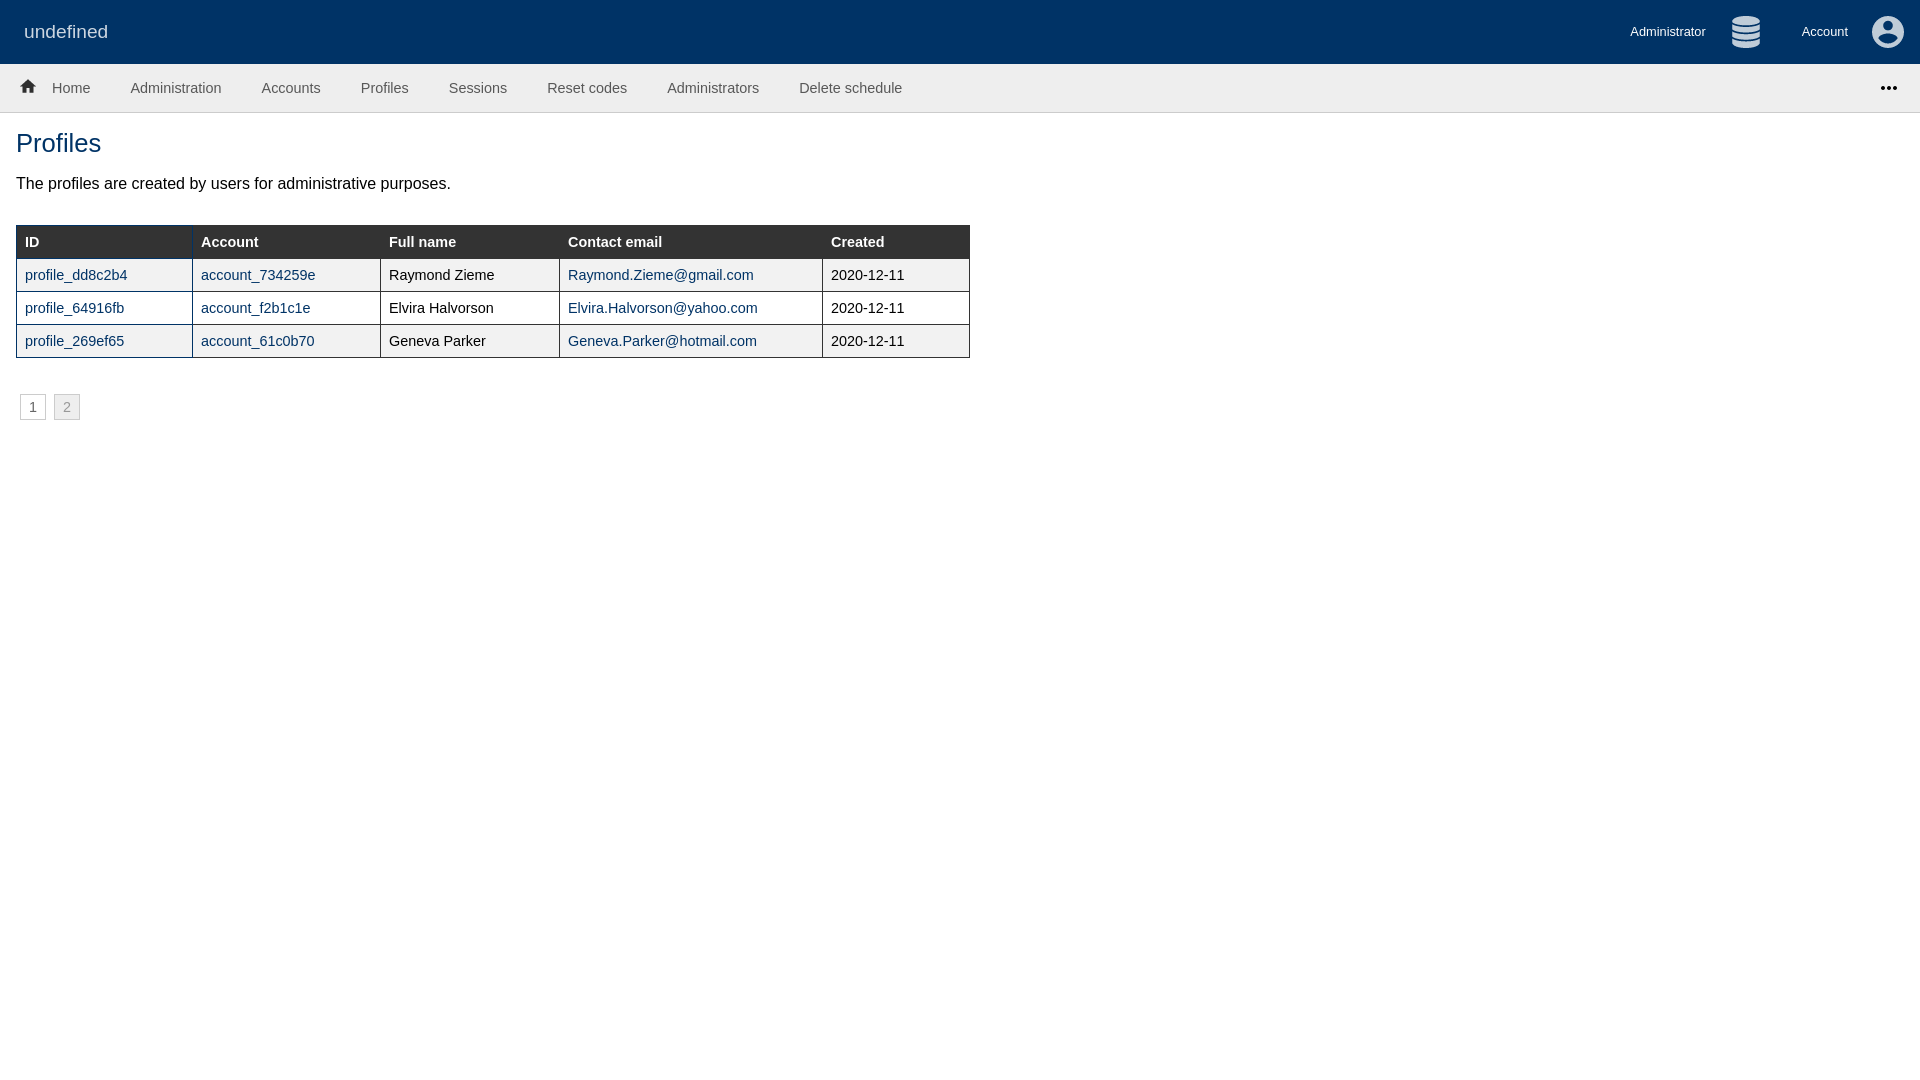 undefined
Administrator
Account
Home
Administration
Accounts
Profiles
Sessions
Reset codes
Administrators
Delete schedule
Profiles
The profiles are created by users for administrative purposes.
ID Account Full name Contact email Created
profile_dd8c2b4 account_734259e Raymond Zieme Raymond.Zieme@gmail.com 2020-12-11
profile_64916fb account_f2b1c1e Elvira Halvorson Elvira.Halvorson@yahoo.com 2020-12-11
profile_269ef65 account_61c0b70 Geneva Parker Geneva.Parker@hotmail.com 2020-12-11
1 2